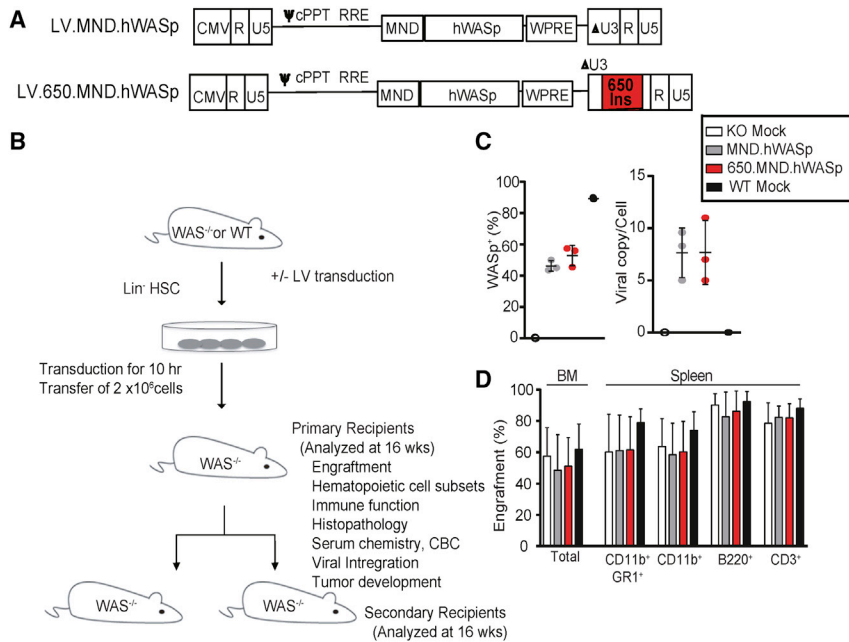 A
LV.MND.hWASp
CMV R U5 Ψ cPPT RRE MND hWASp WPRE ▲U3 R U5
▲U3
LV.650.MND.hWASp
CMV R U5 Ψ cPPT RRE MND hWASp WPRE 650 Ins R U5
B
WAS-/- or WT
Lin- HSC
+/- LV transduction
Transduction for 10 hr
Transfer of 2 x10⁶cells
WAS-/-
Primary Recipients
(Analyzed at 16 wks)
Engraftment
Hematopoietic cell subsets
Immune function
Histopathology
Serum chemistry, CBC
Viral Intregration
Tumor development
WAS-/-
WAS-/-
Secondary Recipients
(Analyzed at 16 wks)
C
KO Mock
MND.hWASp
650.MND.hWASp
WT Mock
WASp⁺ (%)
100
80
60
40
20
0
Viral copy/Cell
15
10
5
0
D
BM
Spleen
Engrafment (%)
100
80
60
40
20
0
Total
CD11b⁺
GR1⁺
CD11b⁺
B220⁺
CD3⁺